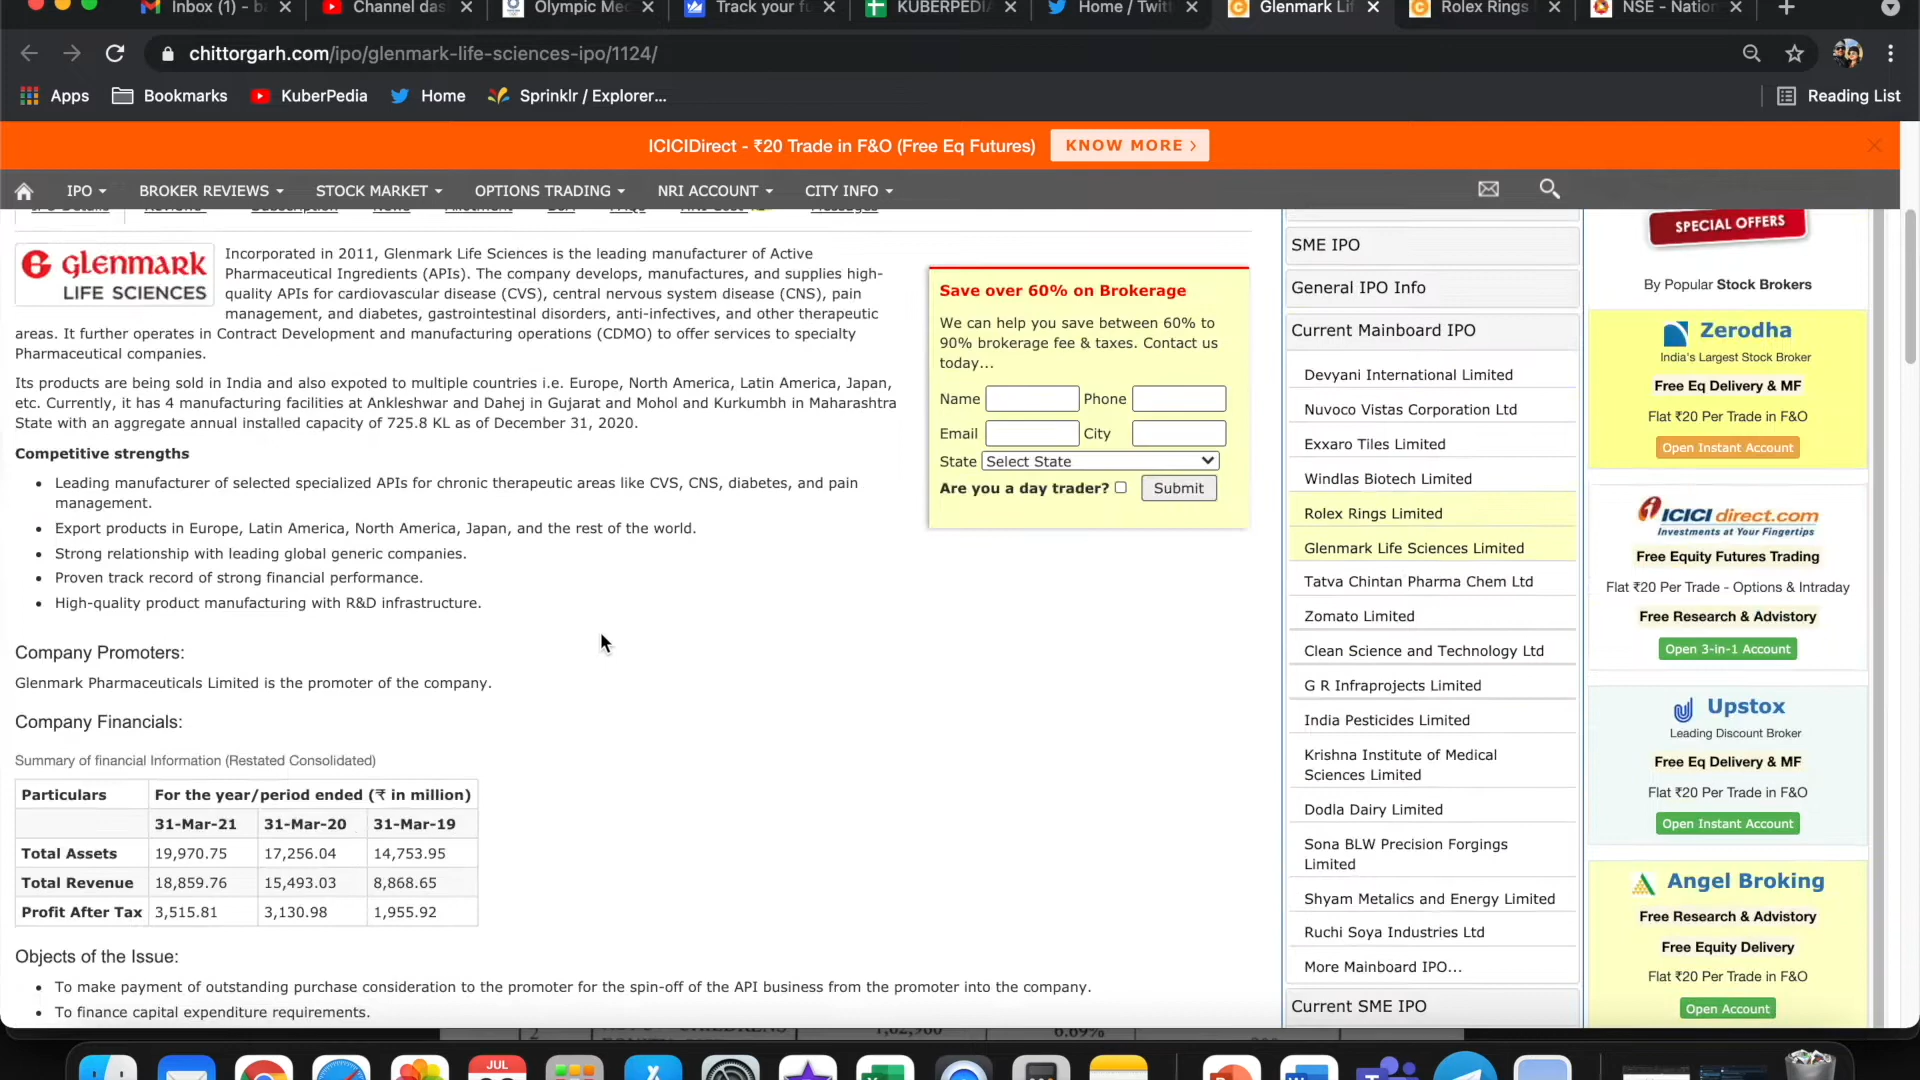 Inbox (1) - b
Channel das
Olympic Me
Track your f
KUBERPEDIA
Home / Twitt
Glenmark Lif
Rolex Rings
NSE - Nation
chittorgarh.com/ipo/glenmark-life-sciences-ipo/1124/
Apps
Bookmarks
KuberPedia
Home
Sprinklr / Explorer...
Reading List
ICICIDirect - ₹20 Trade in F&O (Free Eq Futures)
KNOW MORE >
IPO
BROKER REVIEWS
STOCK MARKET
OPTIONS TRADING
NRI ACCOUNT
CITY INFO
Glenmark
LIFE SCIENCES
Incorporated in 2011, Glenmark Life Sciences is the leading manufacturer of Active
Pharmaceutical Ingredients (APIs). The company develops, manufactures, and supplies high-
quality APIs for cardiovascular disease (CVS), central nervous system disease (CNS), pain
management, and diabetes, gastrointestinal disorders, anti-infectives, and other therapeutic
areas. It further operates in Contract Development and manufacturing operations (CDMO) to offer services to specialty
Pharmaceutical companies.
Its products are being sold in India and also expoted to multiple countries i.e. Europe, North America, Latin America, Japan,
etc. Currently, it has 4 manufacturing facilities at Ankleshwar and Dahej in Gujarat and Mohol and Kurkumbh in Maharashtra
State with an aggregate annual installed capacity of 725.8 KL as of December 31, 2020.
Competitive strengths
Leading manufacturer of selected specialized APIs for chronic therapeutic areas like CVS, CNS, diabetes, and pain
management.
Export products in Europe, Latin America, North America, Japan, and the rest of the world.
Strong relationship with leading global generic companies.
Proven track record of strong financial performance.
High-quality product manufacturing with R&D infrastructure.
Company Promoters:
Glenmark Pharmaceuticals Limited is the promoter of the company.
Company Financials:
Summary of financial Information (Restated Consolidated)
Particulars For the year/period ended (₹ in million)
31-Mar-21 31-Mar-20 31-Mar-19
Total Assets 19,970.75 17,256.04 14,753.95
Total Revenue 18,859.76 15,493.03 8,868.65
Profit After Tax 3,515.81 3,130.98 1,955.92
Objects of the Issue:
To make payment of outstanding purchase consideration to the promoter for the spin-off of the API business from the promoter into the company.
To finance capital expenditure requirements.
Save over 60% on Brokerage
We can help you save between 60% to
90% brokerage fee & taxes. Contact us
today...
Name Phone
Email City
State Select State
Are you a day trader? Submit
SME IPO
General IPO Info
Current Mainboard IPO
Devyani International Limited
Nuvoco Vistas Corporation Ltd
Exxaro Tiles Limited
Windlas Biotech Limited
Rolex Rings Limited
Glenmark Life Sciences Limited
Tatva Chintan Pharma Chem Ltd
Zomato Limited
Clean Science and Technology Ltd
G R Infraprojects Limited
India Pesticides Limited
Krishna Institute of Medical
Sciences Limited
Dodla Dairy Limited
Sona BLW Precision Forgings
Limited
Shyam Metalics and Energy Limited
Ruchi Soya Industries Ltd
More Mainboard IPO...
Current SME IPO
SPECIAL OFFERS
By Popular Stock Brokers
Zerodha
India's Largest Stock Broker
Free Eq Delivery & MF
Flat ₹20 Per Trade in F&O
Open Instant Account
ICICI direct.com
Investments at Your Fingertips
Free Equity Futures Trading
Flat ₹20 Per Trade - Options & Intraday
Free Research & Advistory
Open 3-in-1 Account
Upstox
Leading Discount Broker
Free Eq Delivery & MF
Flat ₹20 Per Trade in F&O
Open Instant Account
Angel Broking
Free Research & Advistory
Free Equity Delivery
Flat ₹20 Per Trade in F&O
Open Account
6.69%
JUL